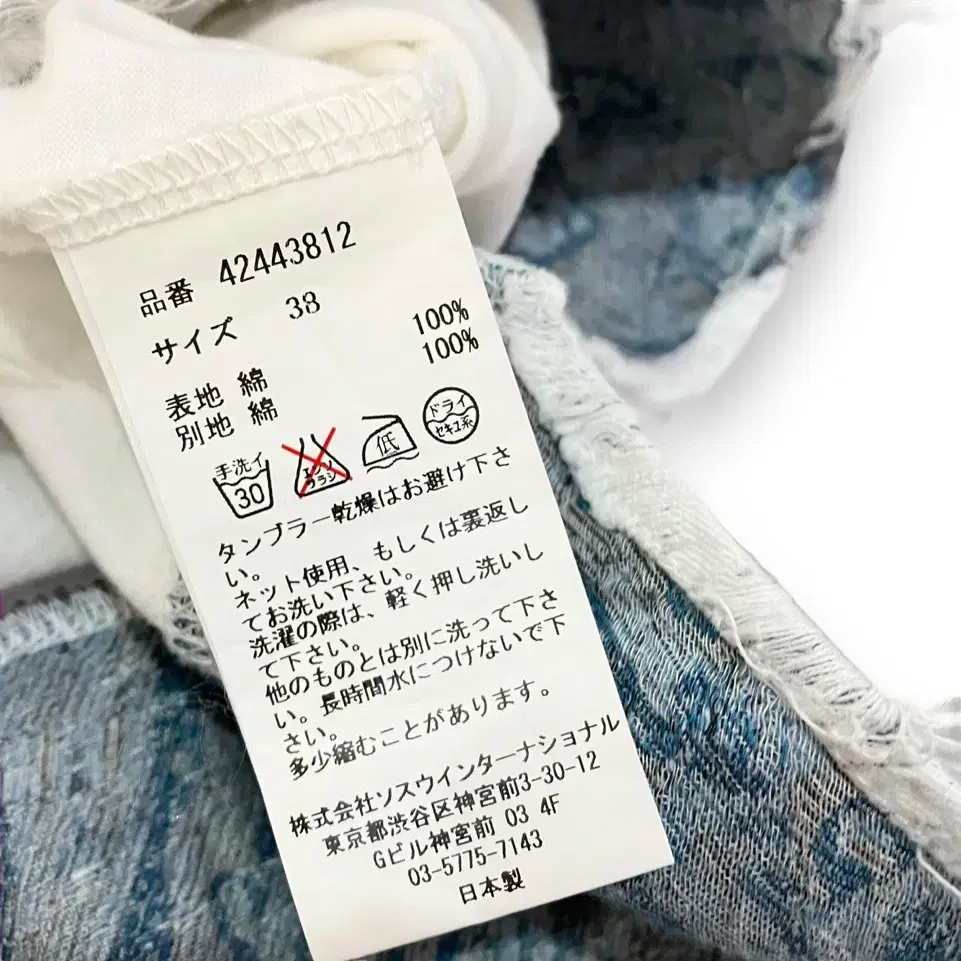 品番 42443812
サイズ 38
表地 綿 100%
別地 綿 100%
手洗イ
30
エンソ
フラシ
低
ドライ
セキユ系
タンブラー乾燥はお避け下さ
い。
ネット使用、もしくは裏返し
てお洗い下さい。
洗濯の際は、軽く押し洗いし
て下さい。
他のものとは別に洗って下さ
い。長時間水につけないで下
さい。
多少縮むことがあります。
株式会社ソスウインターナショナル
東京都渋谷区神宮前3-30-12
Gビル神宮前 03 4F
03-5775-7143
日本製